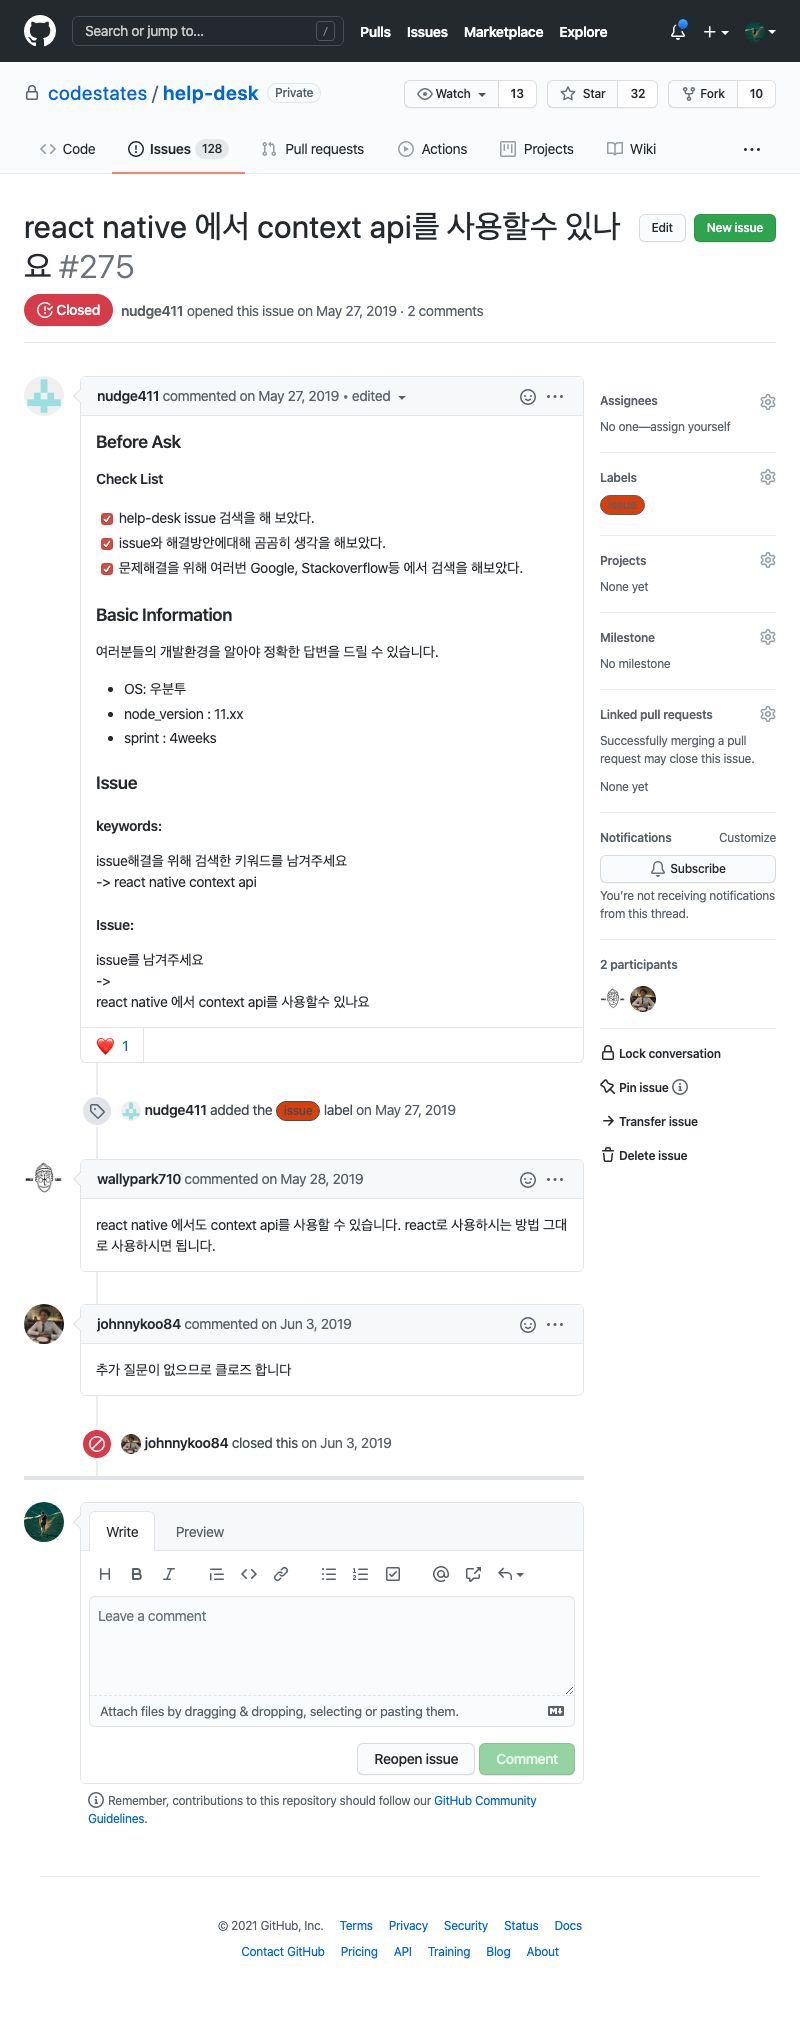 Search or jump to... /
Pulls Issues Marketplace Explore
codestates / help-desk Private
Watch 13 Star 32 Fork 10
Code Issues 128 Pull requests Actions Projects Wiki
react native 에서 context api를 사용할수 있나
요 #275
Edit New issue
Closed nudge411 opened this issue on May 27, 2019 · 2 comments
nudge411 commented on May 27, 2019 • edited
Before Ask
Check List
help-desk issue 검색을 해 보았다.
issue와 해결방안에대해 곰곰히 생각을 해보았다.
문제해결을 위해 여러번 Google, Stackoverflow등 에서 검색을 해보았다.
Basic Information
여러분들의 개발환경을 알아야 정확한 답변을 드릴 수 있습니다.
• OS: 우분투
• node_version : 11.xx
• sprint : 4weeks
Issue
keywords:
issue해결을 위해 검색한 키워드를 남겨주세요
-> react native context api
Issue:
issue를 남겨주세요
->
react native 에서 context api를 사용할수 있나요
1
nudge411 added the issue label on May 27, 2019
wallypark710 commented on May 28, 2019
react native 에서도 context api를 사용할 수 있습니다. react로 사용하시는 방법 그대
로 사용하시면 됩니다.
johnnykoo84 commented on Jun 3, 2019
추가 질문이 없으므로 클로즈 합니다
johnnykoo84 closed this on Jun 3, 2019
Write Preview
Leave a comment
Attach files by dragging & dropping, selecting or pasting them.
Reopen issue Comment
Remember, contributions to this repository should follow our GitHub Community
Guidelines.
Assignees
No one—assign yourself
Labels
issue
Projects
None yet
Milestone
No milestone
Linked pull requests
Successfully merging a pull
request may close this issue.
None yet
Notifications Customize
Subscribe
You're not receiving notifications
from this thread.
2 participants
Lock conversation
Pin issue
Transfer issue
Delete issue
© 2021 GitHub, Inc. Terms Privacy Security Status Docs
Contact GitHub Pricing API Training Blog About